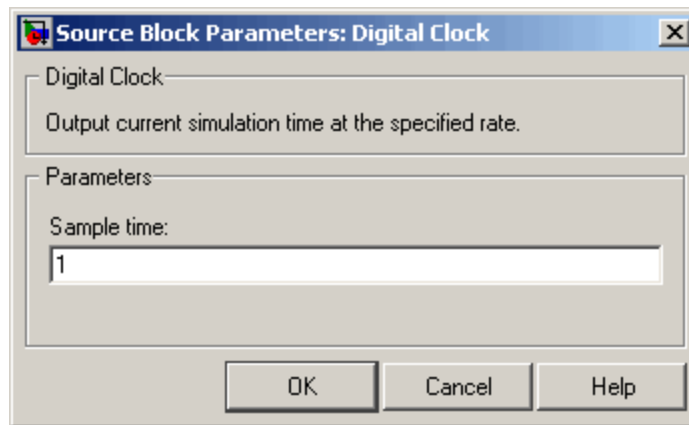 Source Block Parameters: Digital Clock
Digital Clock
Output current simulation time at the specified rate.
Parameters
Sample time:
1
OK Cancel Help